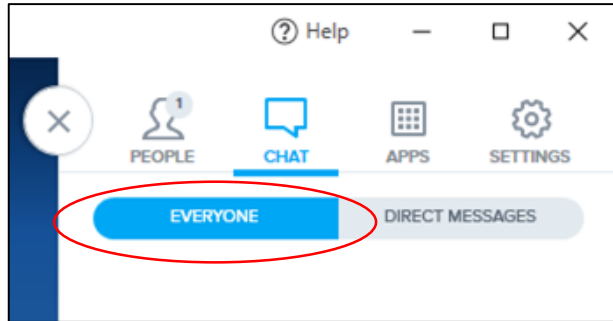 ? Help
1
PEOPLE CHAT APPS SETTINGS
EVERYONE DIRECT MESSAGES